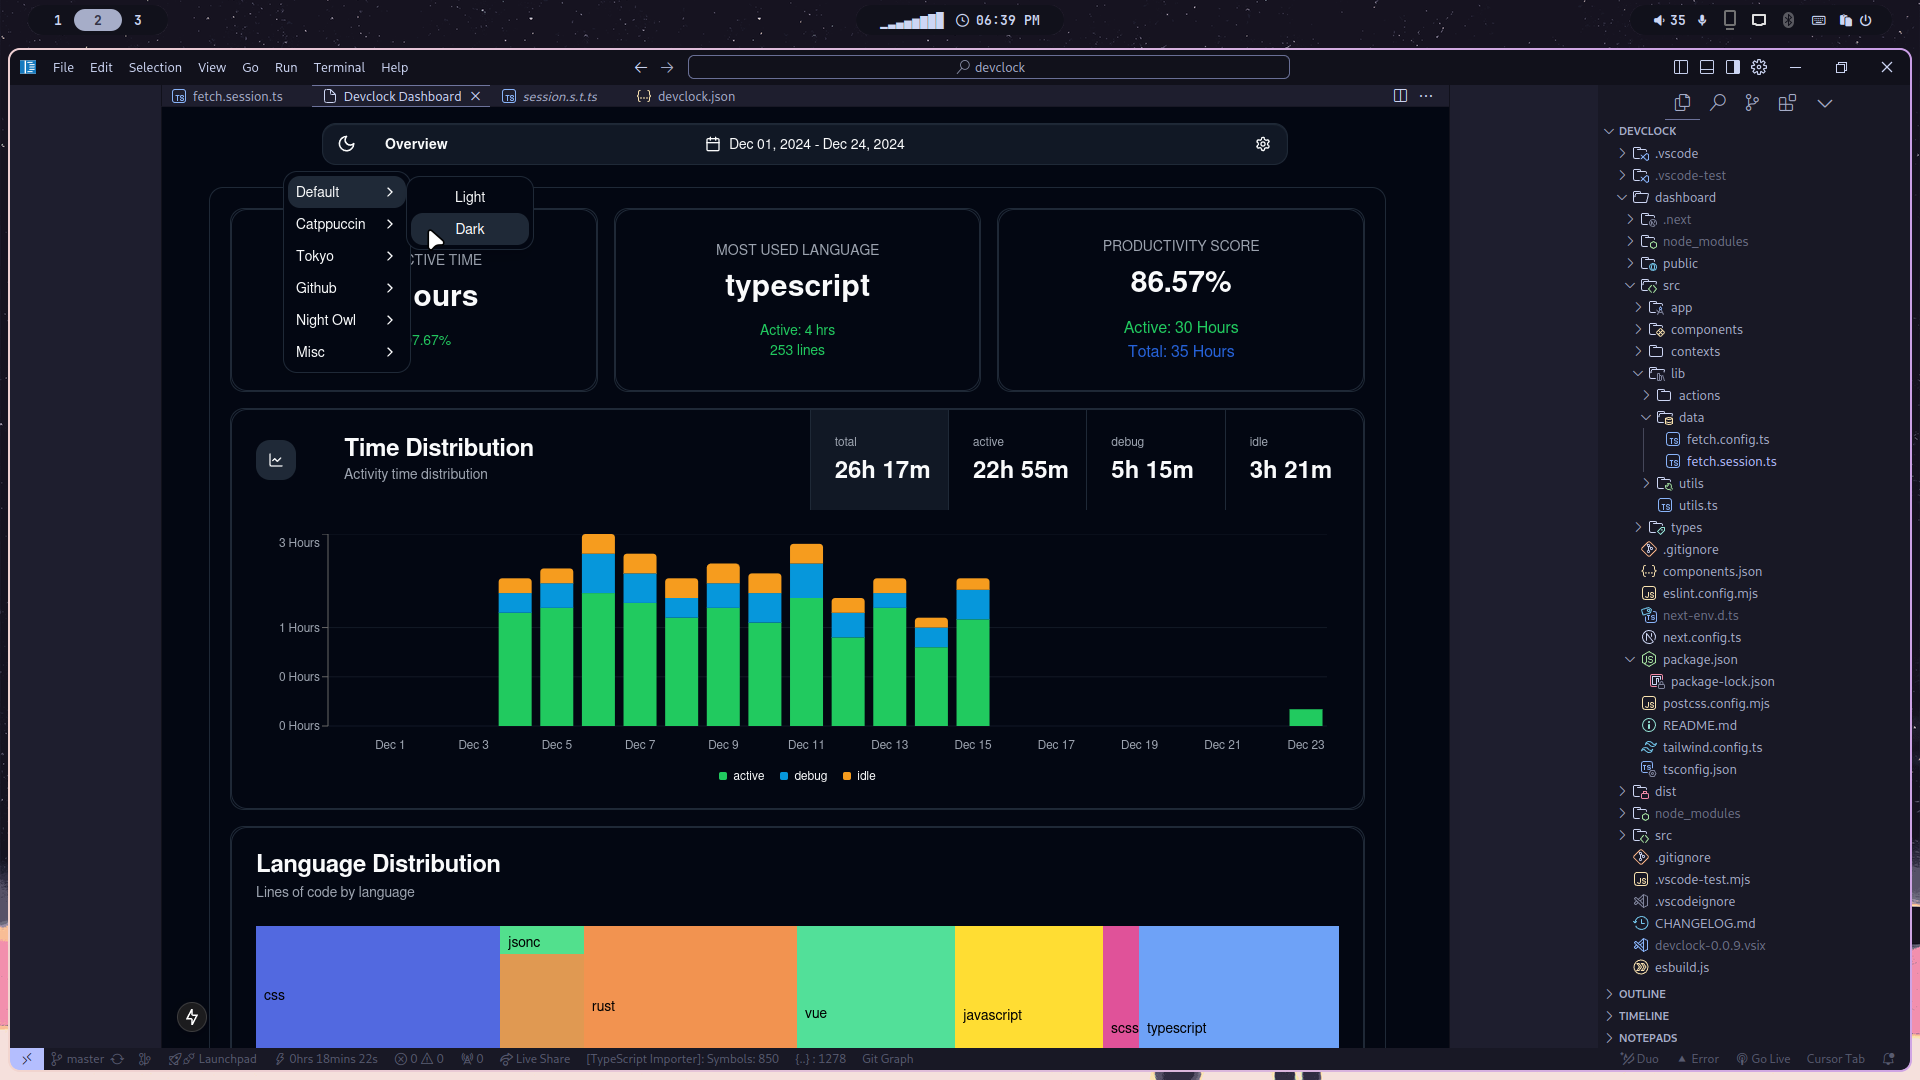 1 2 3
06:39 PM
35
File Edit Selection View Go Run Terminal Help
devclock
fetch.session.ts
Devclock Dashboard
session.s.t.ts
devclock.json
Overview
Dec 01, 2024 - Dec 24, 2024
Default
Catppuccin
Tokyo
Github
Night Owl
Misc
Light
Dark
CTIVE TIME
ours
7.67%
MOST USED LANGUAGE
typescript
Active: 4 hrs
253 lines
PRODUCTIVITY SCORE
86.57%
Active: 30 Hours
Total: 35 Hours
Time Distribution
Activity time distribution
total
26h 17m
active
22h 55m
debug
5h 15m
idle
3h 21m
3 Hours
1 Hours
0 Hours
0 Hours
Dec 1 Dec 3 Dec 5 Dec 7 Dec 9 Dec 11 Dec 13 Dec 15 Dec 17 Dec 19 Dec 21 Dec 23
active debug idle
Language Distribution
Lines of code by language
css
jsonc
rust
vue
javascript
scss
typescript
DEVCLOCK
.vscode
.vscode-test
dashboard
.next
node_modules
public
src
app
components
contexts
lib
actions
data
fetch.config.ts
fetch.session.ts
utils
utils.ts
types
.gitignore
components.json
eslint.config.mjs
next-env.d.ts
next.config.ts
package.json
package-lock.json
postcss.config.mjs
README.md
tailwind.config.ts
tsconfig.json
dist
node_modules
src
.gitignore
.vscode-test.mjs
.vscodeignore
CHANGELOG.md
devclock-0.0.9.vsix
esbuild.js
OUTLINE
TIMELINE
NOTEPADS
master Launchpad 0hrs 18mins 22s 0 0 0 Live Share [TypeScript Importer]: Symbols: 850 {..} : 1278 Git Graph Duo Error Go Live Cursor Tab